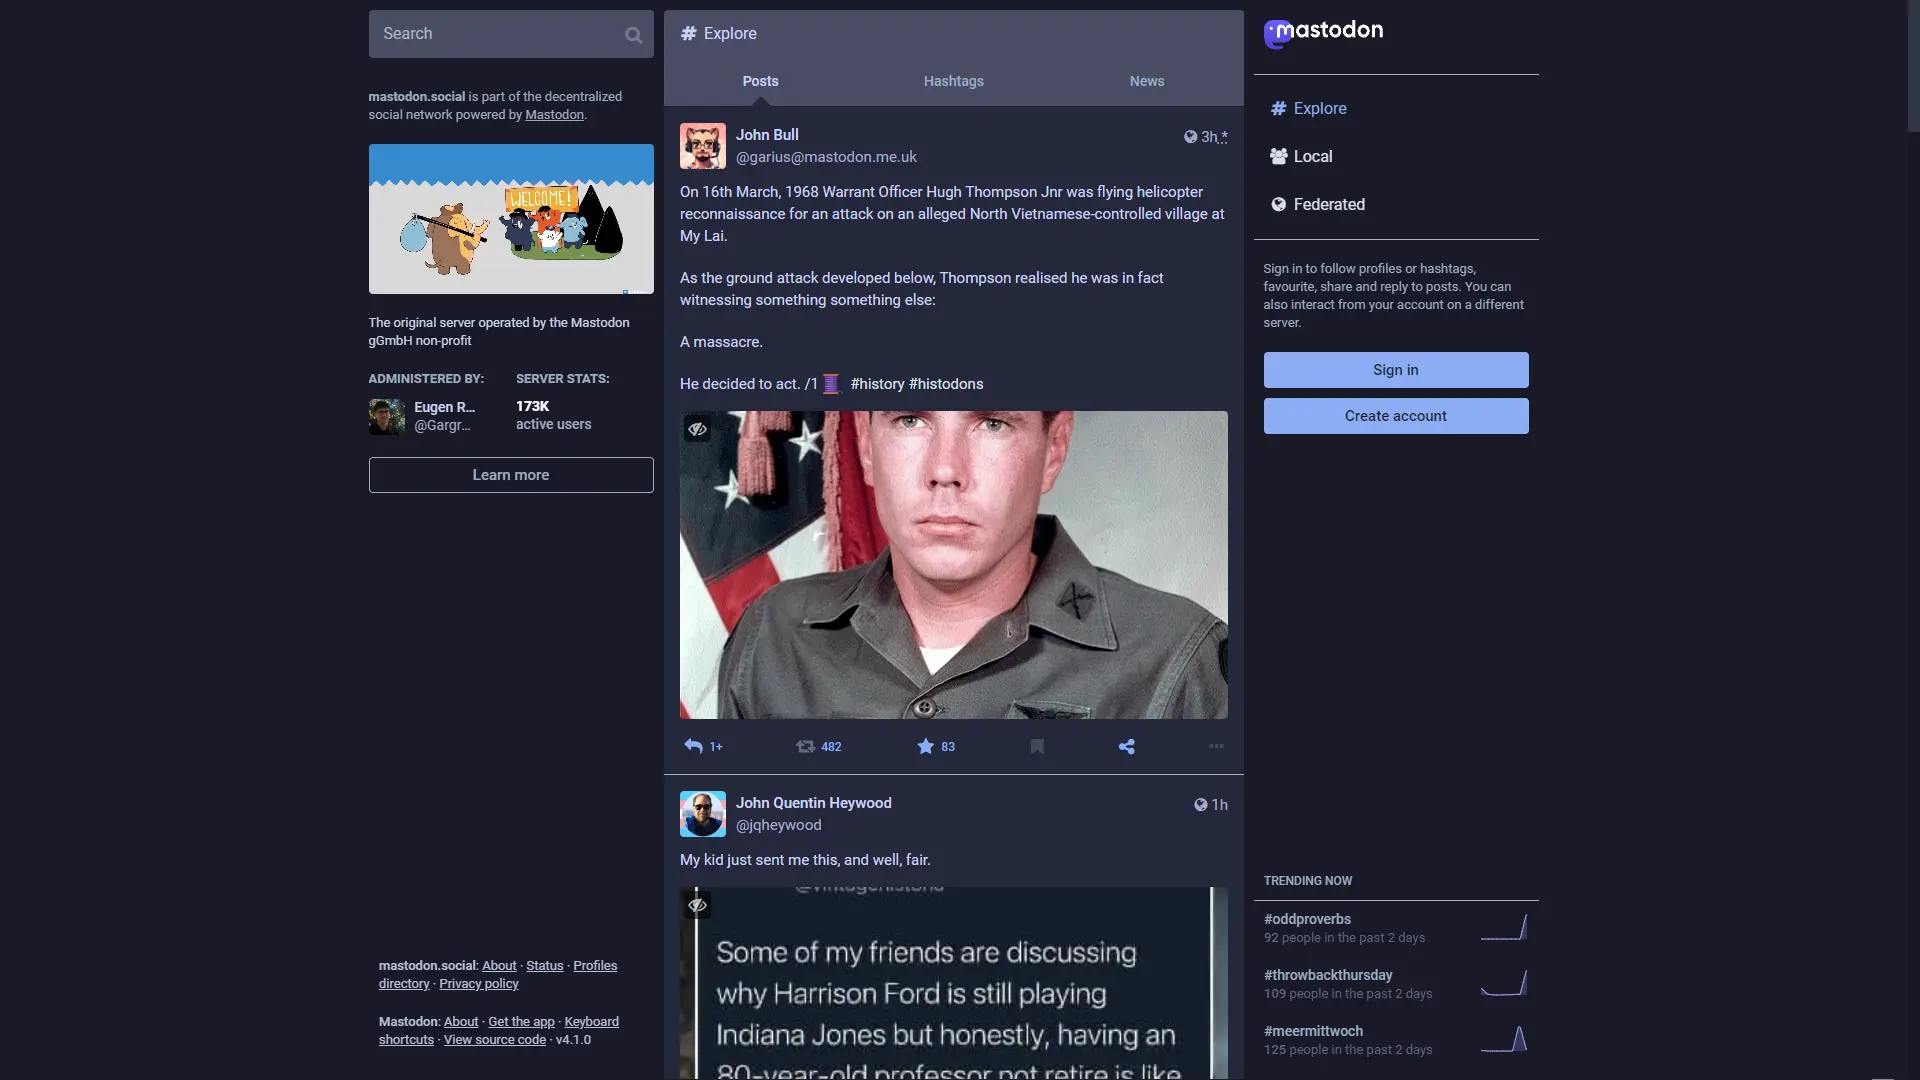 Search
mastodon.social is part of the decentralized
social network powered by Mastodon.
WELCOME!
The original server operated by the Mastodon
gGmbH non-profit
ADMINISTERED BY:
Eugen R...
@Gargr...
SERVER STATS:
173K
active users
Learn more
mastodon.social: About · Status · Profiles
directory · Privacy policy
Mastodon: About · Get the app · Keyboard
shortcuts · View source code · v4.1.0
# Explore
Posts
Hashtags
News
John Bull
@garius@mastodon.me.uk
3h *
On 16th March, 1968 Warrant Officer Hugh Thompson Jnr was flying helicopter
reconnaissance for an attack on an alleged North Vietnamese-controlled village at
My Lai.
As the ground attack developed below, Thompson realised he was in fact
witnessing something something else:
A massacre.
He decided to act. /1 🧵 #history #histodons
1+
482
83
John Quentin Heywood
@jqheywood
1h
My kid just sent me this, and well, fair.
@vintagehistoria
Some of my friends are discussing
why Harrison Ford is still playing
Indiana Jones but honestly, having an
80-year-old professor not retire is like
mastodon
# Explore
Local
Federated
Sign in to follow profiles or hashtags,
favourite, share and reply to posts. You can
also interact from your account on a different
server.
Sign in
Create account
TRENDING NOW
#oddproverbs
92 people in the past 2 days
#throwbackthursday
109 people in the past 2 days
#meermittwoch
125 people in the past 2 days